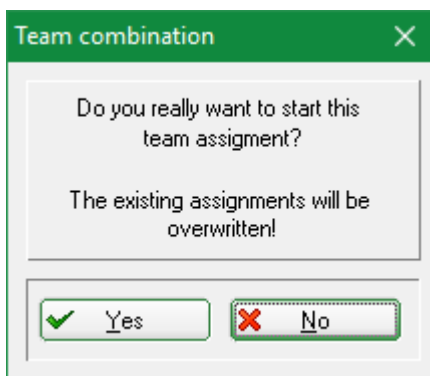 Team combination
Do you really want to start this
team assigment?
The existing assignments will be
overwritten!
Yes
No